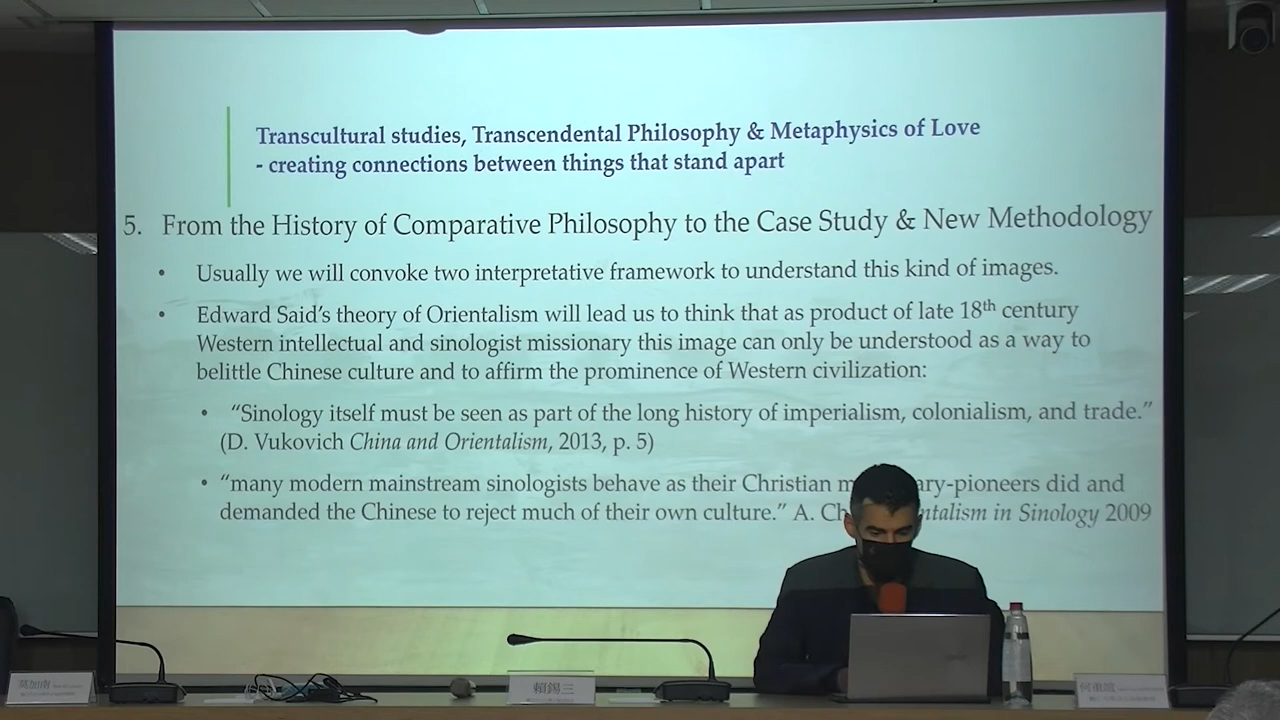 Transcultural studies, Transcendental Philosophy & Metaphysics of Love
- creating connections between things that stand apart
5. From the History of Comparative Philosophy to the Case Study & New Methodology
• Usually we will convoke two interpretative framework to understand this kind of images.
• Edward Said's theory of Orientalism will lead us to think that as product of late 18th century
Western intellectual and sinologist missionary this image can only be understood as a way to
belittle Chinese culture and to affirm the prominence of Western civilization:
• “Sinology itself must be seen as part of the long history of imperialism, colonialism, and trade.”
(D. Vukovich China and Orientalism, 2013, p. 5)
• “many modern mainstream sinologists behave as their Christian ary-pioneers did and
demanded the Chinese to reject much of their own culture.” A. in Sinology 2009
賴錫三